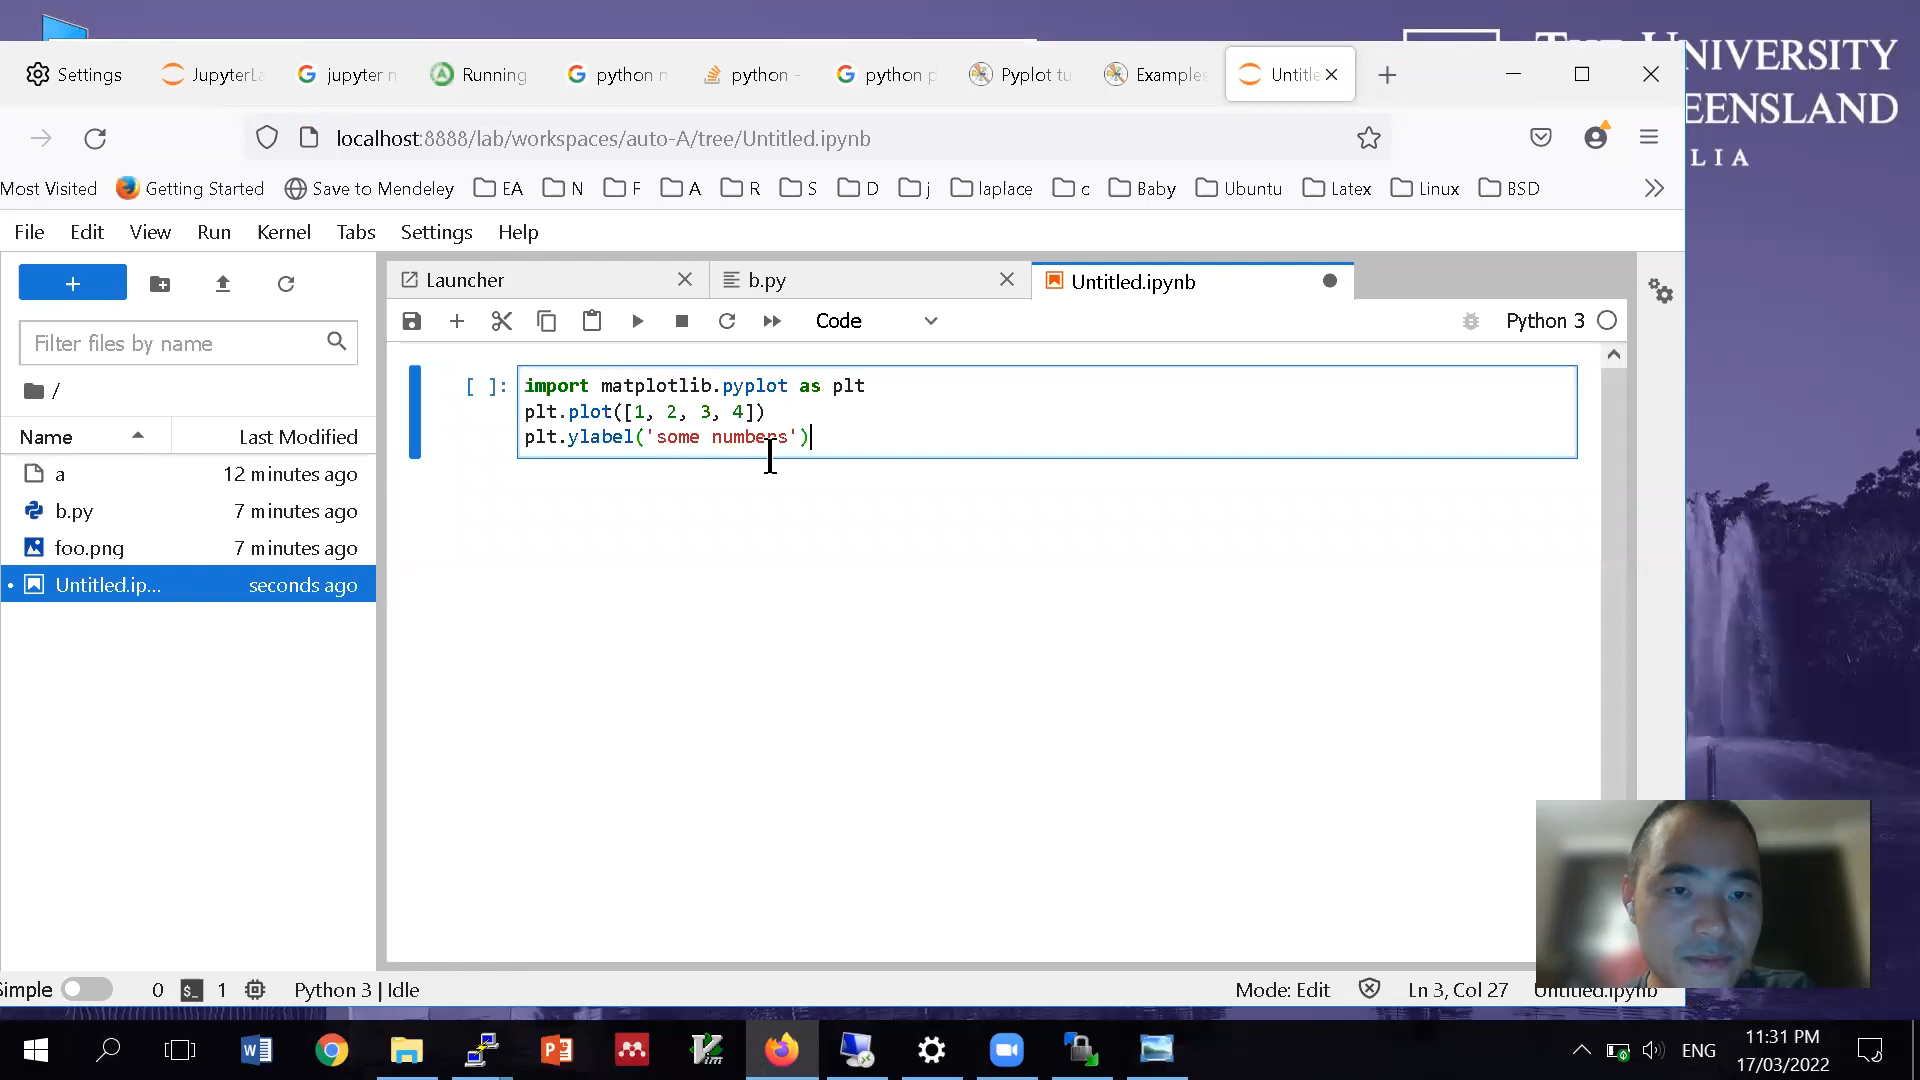 THE UNIVERSITY
EENSLAND
LIA
Settings
JupyterLa
jupyter n
Running
python n
python -
python p
Pyplot tu
Examples
Untitle
localhost:8888/lab/workspaces/auto-A/tree/Untitled.ipynb
Most Visited
Getting Started
Save to Mendeley
EA
N
F
A
R
S
D
j
laplace
c
Baby
Ubuntu
Latex
Linux
BSD
File Edit View Run Kernel Tabs Settings Help
Launcher
b.py
Untitled.ipynb
Filter files by name
Code
Python 3
/
Name
Last Modified
a 12 minutes ago
b.py 7 minutes ago
foo.png 7 minutes ago
Untitled.ip... seconds ago
[ ]: import matplotlib.pyplot as plt
plt.plot([1, 2, 3, 4])
plt.ylabel('some numbers')
Simple 0 1 Python 3 | Idle
Mode: Edit Ln 3, Col 27 Untitled.ipynb
ENG
11:31 PM
17/03/2022